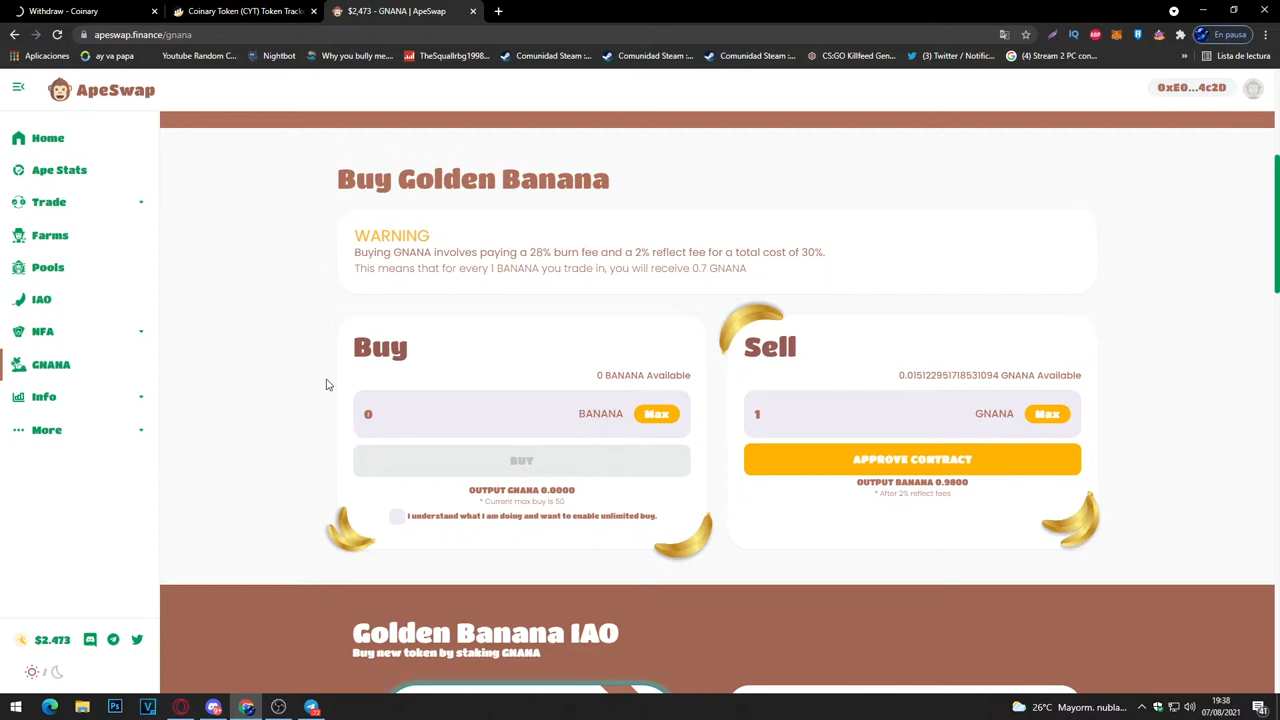 Withdraw - Coinary
Coinary Token (CYT) Token Track
$2,473 - ApeSwap
apeswap.finance/gnana
En pausa
Aplicaciones
ay va papa
Youtube Random C...
Nightbot
Why you bully me....
TheSquallrbg1998...
Comunidad Steam :...
Comunidad Steam :...
Comunidad Steam :...
CS:GO Killfeed Gen...
(3) Twitter / Notific...
(4) Stream 2 PC con...
»
Lista de lectura
ApeSwap
0xE0...4c2D
Home
Ape Stats
Trade
Farms
Pools
IAO
NFA
GNANA
Info
More
$2.473
/
Buy Golden Banana
WARNING
Buying GNANA involves paying a 28% burn fee and a 2% reflect fee for a total cost of 30%.
This means that for every 1 BANANA you trade in, you will receive 0.7 GNANA
Buy
0 BANANA Available
0 BANANA Max
BUY
OUTPUT GNANA 0.0000
* Current max buy is 50
I understand what I am doing and want to enable unlimited buy.
Sell
0.015122951718531094 GNANA Available
1 GNANA Max
APPROVE CONTRACT
OUTPUT BANANA 0.9800
* After 2% reflect fees
Golden Banana IAO
Buy new token by staking GNANA
26°C Mayorm. nubla...
19:38
07/08/2021